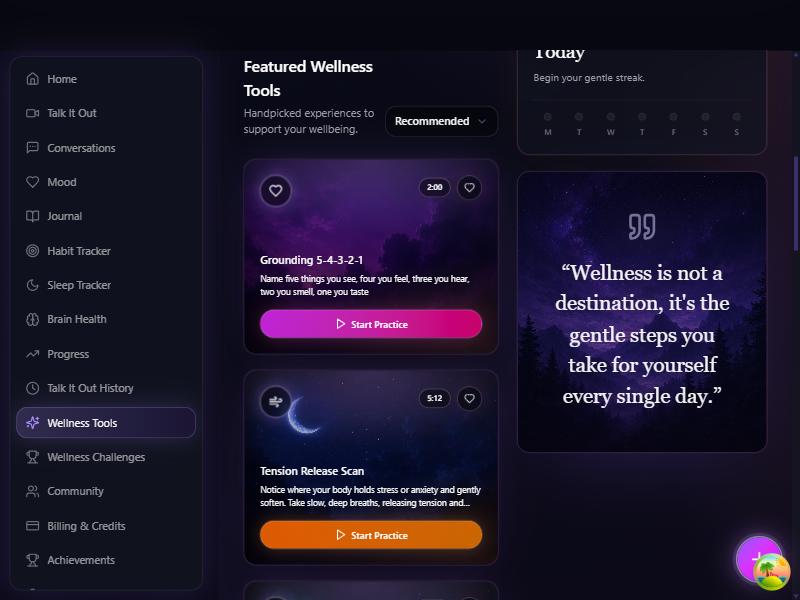 Home
Talk It Out
Conversations
Mood
Journal
Habit Tracker
Sleep Tracker
Brain Health
Progress
Talk It Out History
Wellness Tools
Wellness Challenges
Community
Billing & Credits
Achievements
Featured Wellness
Tools
Handpicked experiences to
support your wellbeing.
Recommended
2:00
Grounding 5-4-3-2-1
Name five things you see, four you feel, three you hear,
two you smell, one you taste
Start Practice
5:12
Tension Release Scan
Notice where your body holds stress or anxiety and gently
soften. Take slow, deep breaths, releasing tension and...
Start Practice
Today
Begin your gentle streak.
M T W T F S S
“Wellness is not a
destination, it's the
gentle steps you
take for yourself
every single day.”